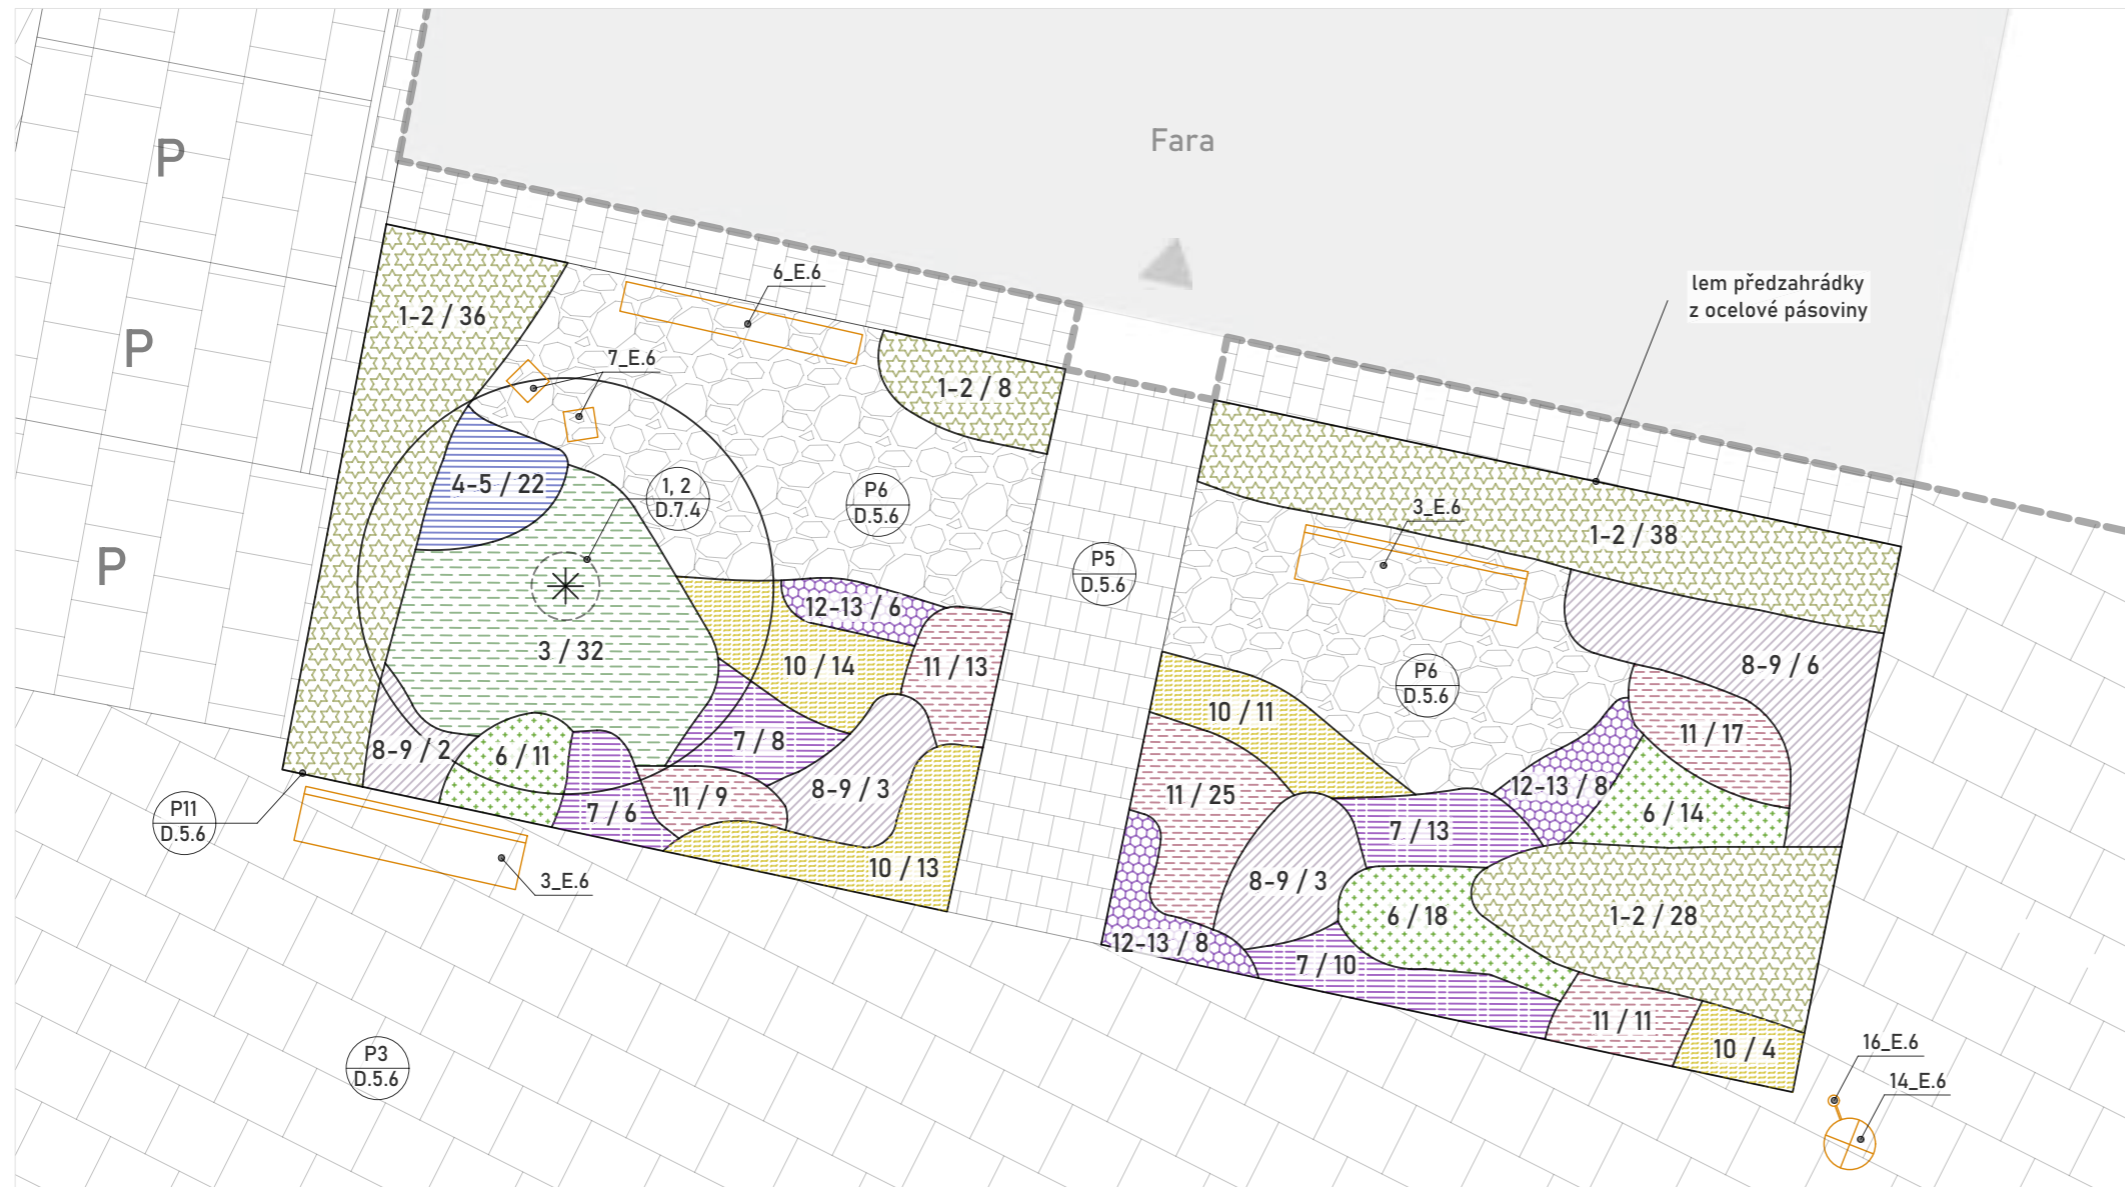 Fara
P
6_E.6
lem předzahrádky
z ocelové pásoviny
1-2 / 36
P
7_E.6
1-2 / 8
4-5 / 22
1, 2
D.7.4
P6
D.5.6
3_E.6
1-2 / 38
P
P5
D.5.6
12-13 / 6
3 / 32
10 / 14
11 / 13
8-9 / 6
P6
D.5.6
10 / 11
11 / 17
8-9 / 2
6 / 11
7 / 8
8-9 / 3
11 / 9
7 / 6
11 / 25
12-13 / 8
6 / 14
P11
D.5.6
7 / 13
10 / 13
3_E.6
8-9 / 3
6 / 18
1-2 / 28
12-13 / 8
7 / 10
11 / 11
10 / 4
P3
D.5.6
16_E.6
14_E.6